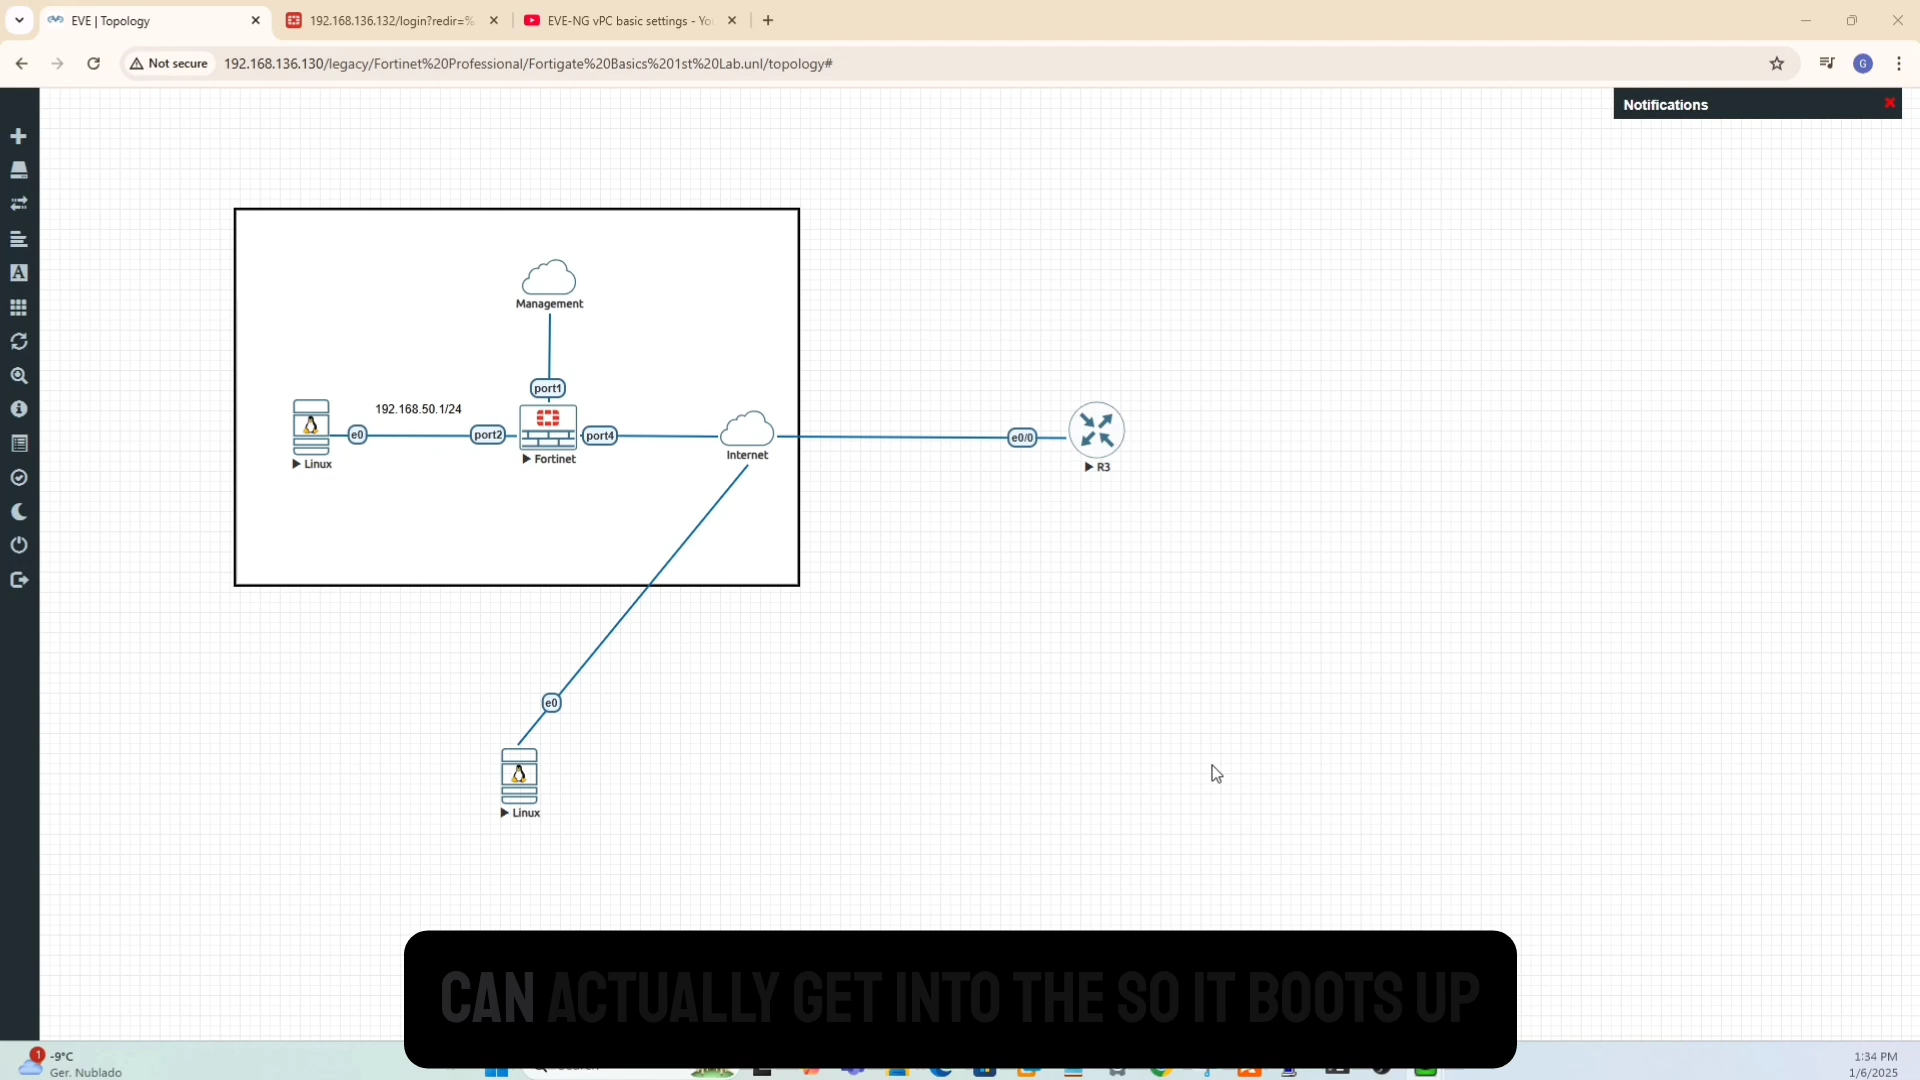 EVE | Topology
192.168.136.132/login?redir=%
EVE-NG vPC basic settings - You
Not secure
192.168.136.130/legacy/Fortinet%20Professional/Fortigate%20Basics%201st%20Lab.unl/topology#
G
Notifications
A
Management
port1
192.168.50.1/24
e0
port2
port4
e0/0
Linux
Fortinet
Internet
R3
e0
Linux
CAN ACTUALLY GET INTO THE SO IT BOOTS UP
1
-9°C
Ger. Nublado
1:34 PM
1/6/2025